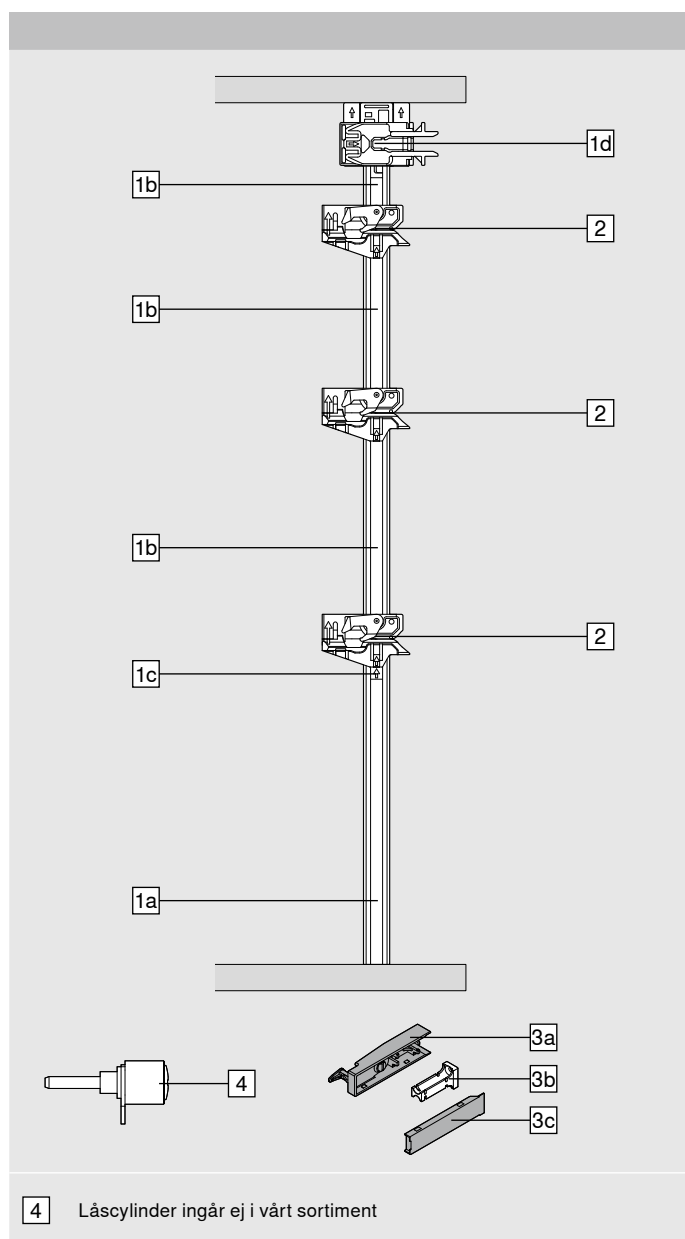 1d
1b
2
1b
2
1b
2
1c
1a
3a
3b
4
3c
4 Låscylinder ingår ej i vårt sortiment